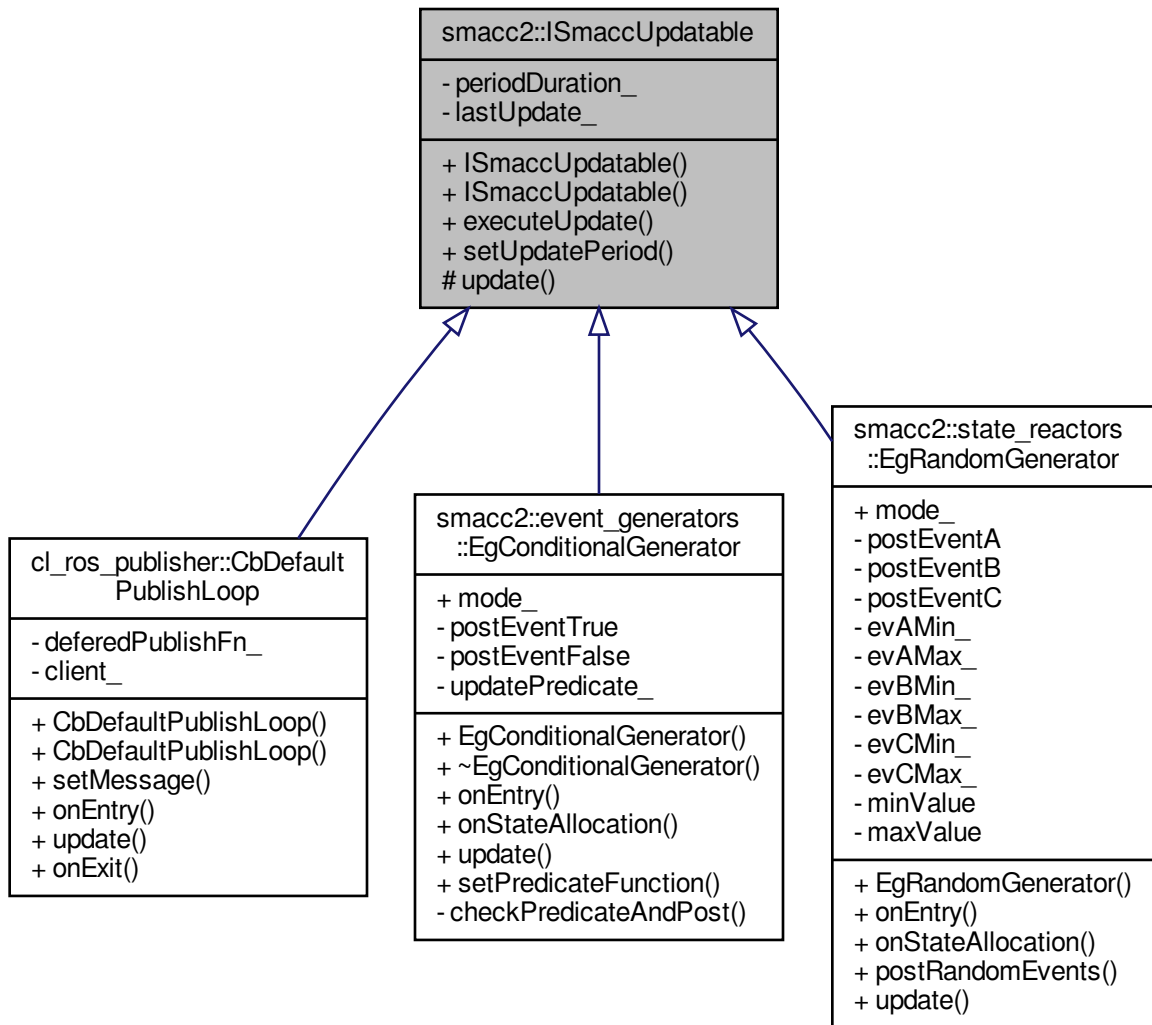 smacc2::ISmaccUpdatable
- periodDuration_
- lastUpdate_
+ ISmaccUpdatable()
+ ISmaccUpdatable()
+ executeUpdate()
+ setUpdatePeriod()
# update()
cl_ros_publisher::CbDefault
PublishLoop
- deferedPublishFn_
- client_
+ CbDefaultPublishLoop()
+ CbDefaultPublishLoop()
+ setMessage()
+ onEntry()
+ update()
+ onExit()
smacc2::event_generators
::EgConditionalGenerator
+ mode_
- postEventTrue
- postEventFalse
- updatePredicate_
+ EgConditionalGenerator()
+ ~EgConditionalGenerator()
+ onEntry()
+ onStateAllocation()
+ update()
+ setPredicateFunction()
- checkPredicateAndPost()
smacc2::state_reactors
::EgRandomGenerator
+ mode_
- postEventA
- postEventB
- postEventC
- evAMin_
- evAMax_
- evBMin_
- evBMax_
- evCMin_
- evCMax_
- minValue
- maxValue
+ EgRandomGenerator()
+ onEntry()
+ onStateAllocation()
+ postRandomEvents()
+ update()